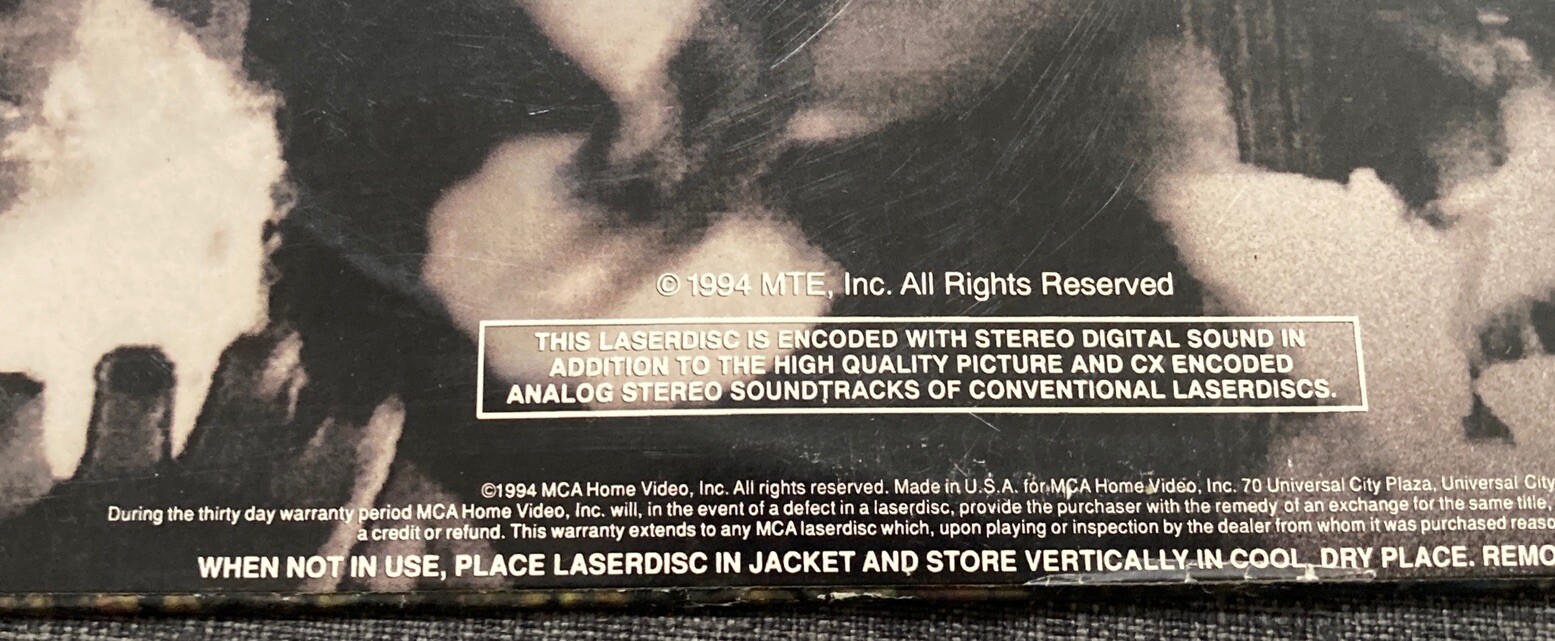 © 1994 MTE, Inc. All Rights Reserved
THIS LASERDISC IS ENCODED WITH STEREO DIGITAL SOUND IN
ADDITION TO THE HIGH QUALITY PICTURE AND CX ENCODED
ANALOG STEREO SOUNDTRACKS OF CONVENTIONAL LASERDISCS.
©1994 MCA Home Video, Inc. All rights reserved. Made in U.S.A. for MCA Home Video, Inc. 70 Universal City Plaza, Universal City
During the thirty day warranty period MCA Home Video, Inc. will, in the event of a defect in a laserdisc, provide the purchaser with the remedy of an exchange for the same title,
a credit or refund. This warranty extends to any MCA laserdisc which, upon playing or inspection by the dealer from whom it was purchased reaso
WHEN NOT IN USE, PLACE LASERDISC IN JACKET AND STORE VERTICALLY IN COOL, DRY PLACE. REMO